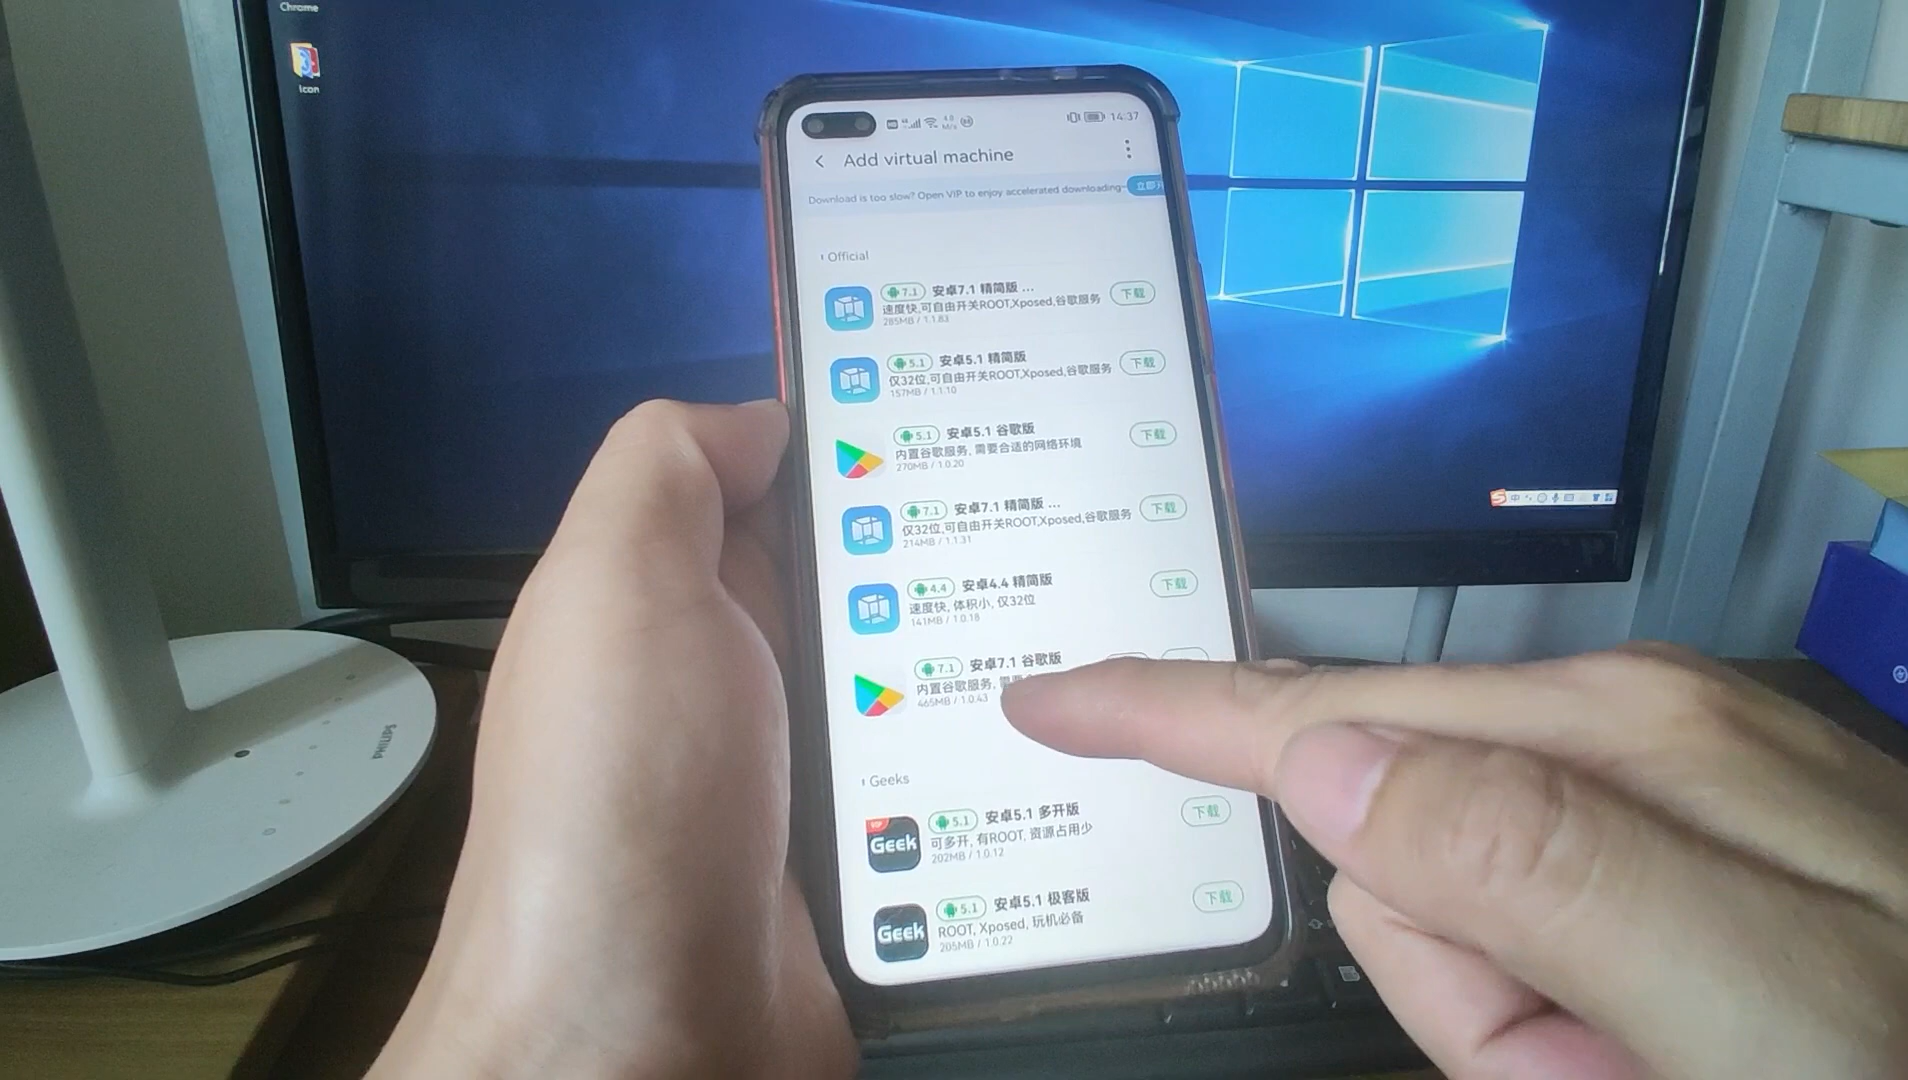 Chrome
Icon
14:37
Add virtual machine
Download is too slow? Open VIP to enjoy accelerated downloading~
Official
7.1 安卓7.1 精简版 ...
速度快,可自由开关ROOT,Xposed,谷歌服务
285MB / 1.1.83
下载
5.1 安卓5.1 精简版
仅32位,可自由开关ROOT,Xposed,谷歌服务
157MB / 1.1.10
下载
5.1 安卓5.1 谷歌版
内置谷歌服务, 需要合适的网络环境
270MB / 1.0.20
下载
7.1 安卓7.1 精简版 ...
仅32位,可自由开关ROOT,Xposed,谷歌服务
214MB / 1.1.31
下载
4.4 安卓4.4 精简版
速度快, 体积小, 仅32位
141MB / 1.0.18
下载
7.1 安卓7.1 谷歌版
内置谷歌服务,
465MB / 1.0.43
Geeks
VIP
Geek
5.1 安卓5.1 多开版
可多开, 有ROOT, 资源占用少
202MB / 1.0.12
下载
Geek
5.1 安卓5.1 极客版
ROOT, Xposed, 玩机必备
205MB / 1.0.22
下载
PHILIPS
中